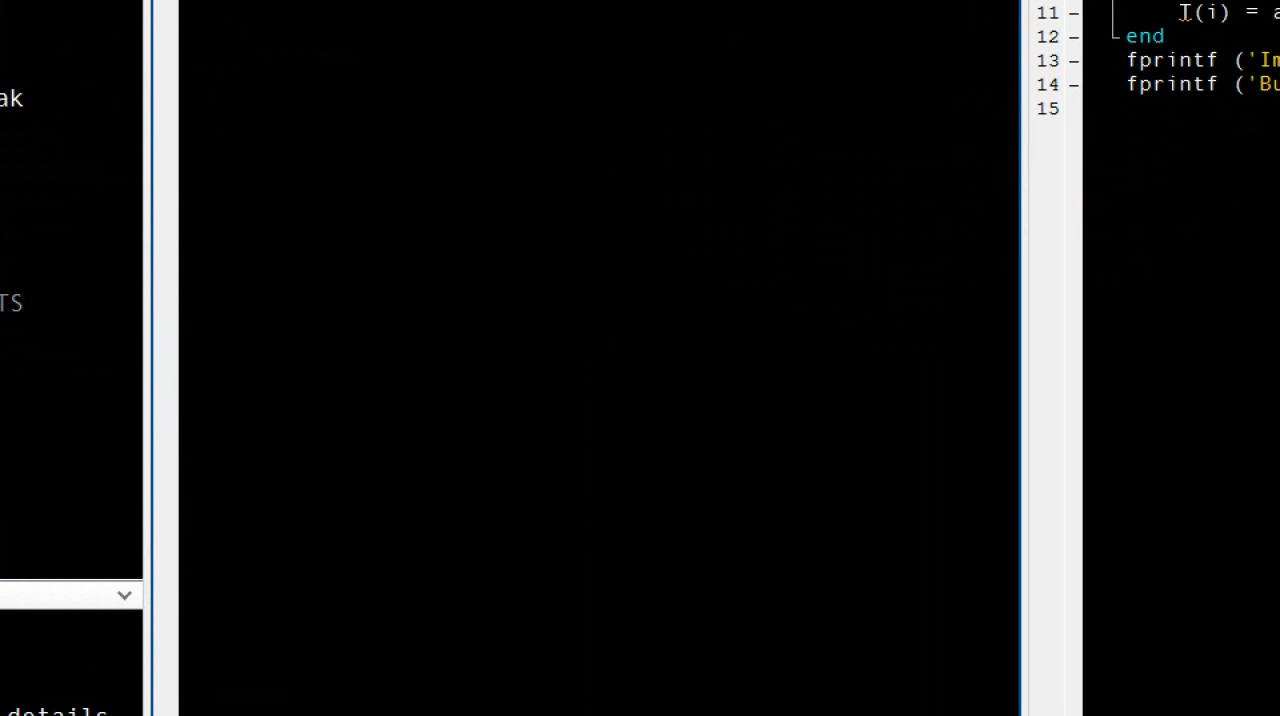 ak
TS
details
11 –
12 – end
13 – fprintf ('Im
14 – fprintf ('Bu
15
(i) = a